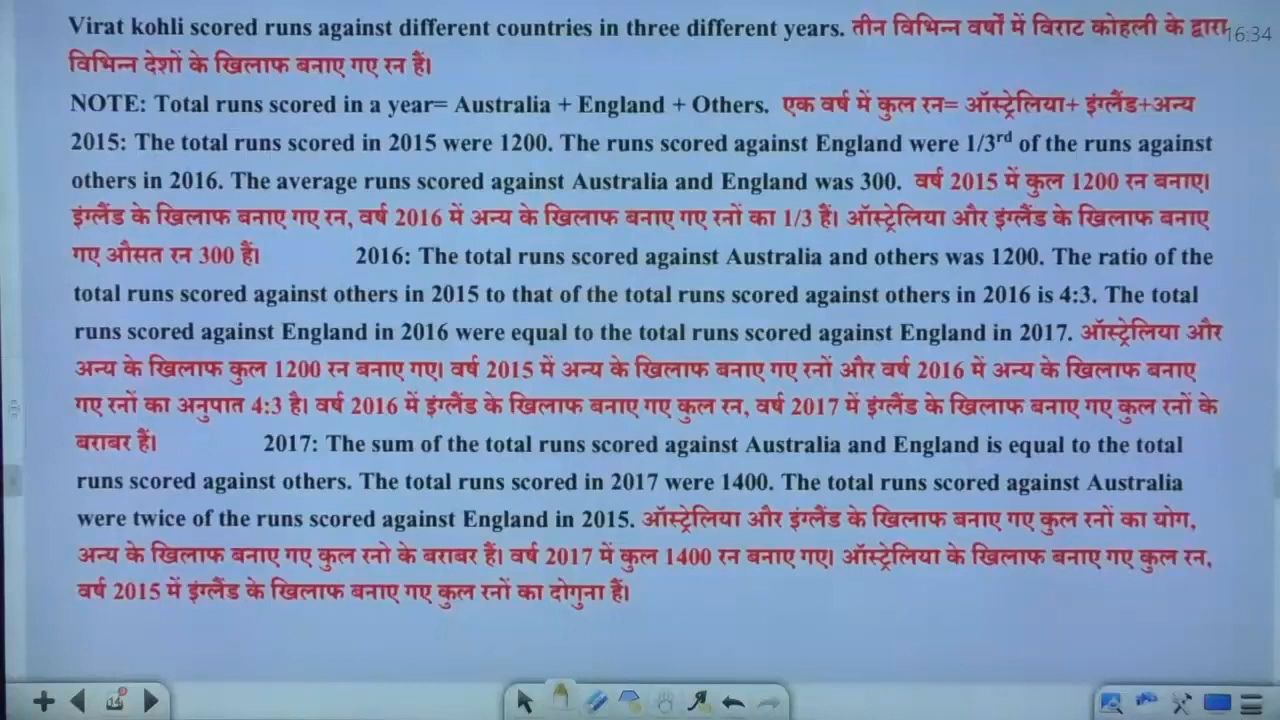 Virat kohli scored runs against different countries in three different years. तीन विभिन्न वर्षों में विराट कोहली के द्वारा
16:34
विभिन्न देशों के खिलाफ बनाए गए रन हैं।
NOTE: Total runs scored in a year= Australia + England + Others. एक वर्ष में कुल रन= ऑस्ट्रेलिया+ इंग्लैंड+अन्य
2015: The total runs scored in 2015 were 1200. The runs scored against England were 1/3rd of the runs against
others in 2016. The average runs scored against Australia and England was 300. वर्ष 2015 में कुल 1200 रन बनाए।
इंग्लैंड के खिलाफ बनाए गए रन, वर्ष 2016 में अन्य के खिलाफ बनाए गए रनों का 1/3 हैं। ऑस्ट्रेलिया और इंग्लैंड के खिलाफ बनाए
गए औसत रन 300 हैं। 2016: The total runs scored against Australia and others was 1200. The ratio of the
total runs scored against others in 2015 to that of the total runs scored against others in 2016 is 4:3. The total
runs scored against England in 2016 were equal to the total runs scored against England in 2017. ऑस्ट्रेलिया और
अन्य के खिलाफ कुल 1200 रन बनाए गए। वर्ष 2015 में अन्य के खिलाफ बनाए गए रनों और वर्ष 2016 में अन्य के खिलाफ बनाए
गए रनों का अनुपात 4:3 है। वर्ष 2016 में इंग्लैंड के खिलाफ बनाए गए कुल रन, वर्ष 2017 में इंग्लैंड के खिलाफ बनाए गए कुल रनों के
बराबर हैं। 2017: The sum of the total runs scored against Australia and England is equal to the total
runs scored against others. The total runs scored in 2017 were 1400. The total runs scored against Australia
were twice of the runs scored against England in 2015. ऑस्ट्रेलिया और इंग्लैंड के खिलाफ बनाए गए कुल रनों का योग,
अन्य के खिलाफ बनाए गए कुल रनो के बराबर हैं। वर्ष 2017 में कुल 1400 रन बनाए गए। ऑस्ट्रेलिया के खिलाफ बनाए गए कुल रन,
वर्ष 2015 में इंग्लैंड के खिलाफ बनाए गए कुल रनों का दोगुना हैं।
14